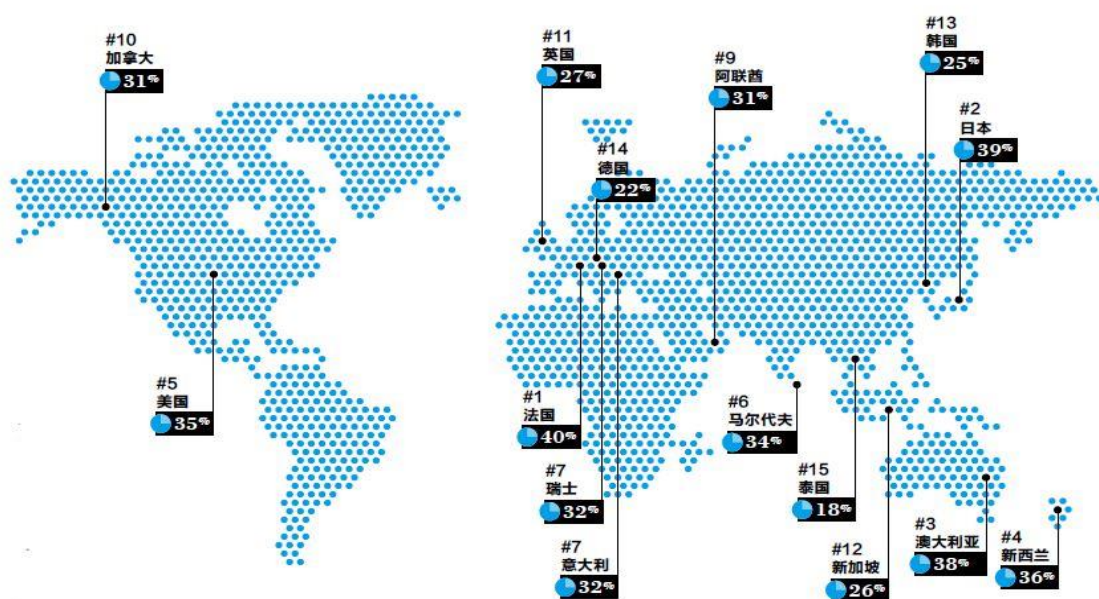 #10
加拿大
31%
#11
英国
27%
#9
阿联酋
31%
#13
韩国
25%
#2
日本
39%
#14
德国
22%
#5
美国
35%
#1
法国
40%
#6
马尔代夫
34%
#7
瑞士
32%
#15
泰国
18%
#7
意大利
32%
#12
新加坡
26%
#3
澳大利亚
38%
#4
新西兰
36%